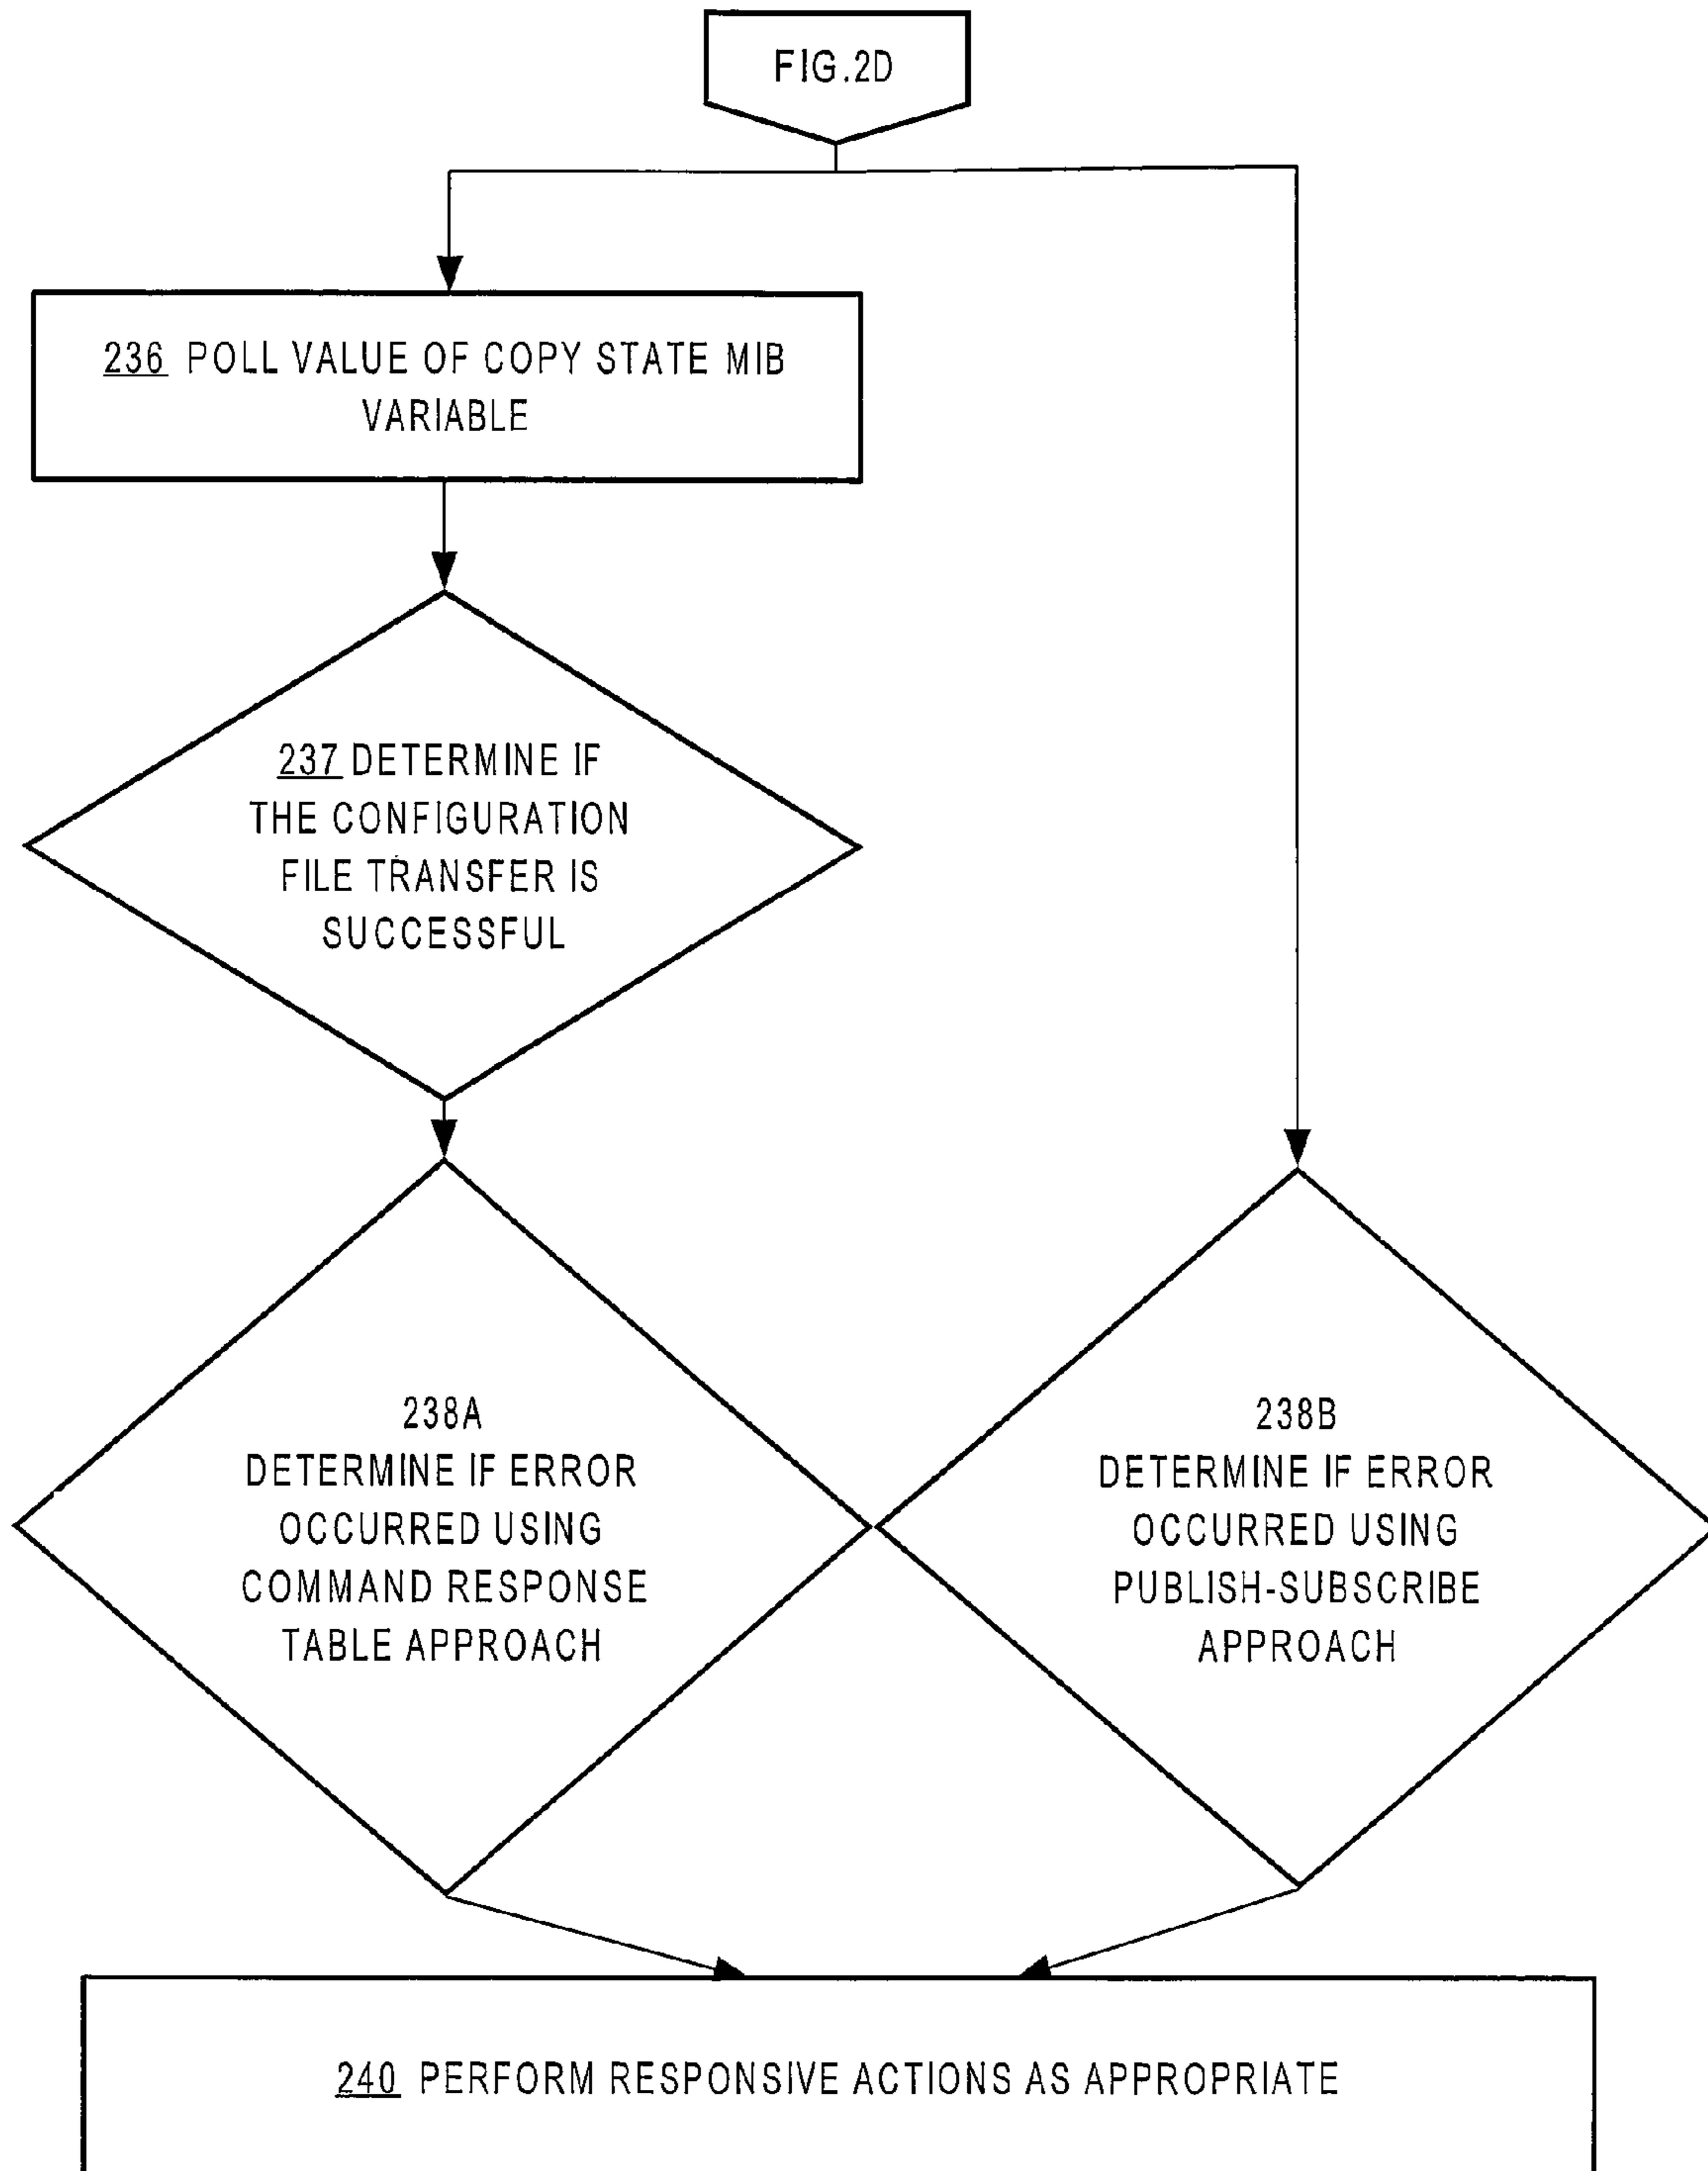 FIG.2D
236 POLL VALUE OF COPY STATE MIB
VARIABLE
237 DETERMINE IF
THE CONFIGURATION
FILE TRANSFER IS
SUCCESSFUL
238A
DETERMINE IF ERROR
OCCURRED USING
COMMAND RESPONSE
TABLE APPROACH
238B
DETERMINE IF ERROR
OCCURRED USING
PUBLISH-SUBSCRIBE
APPROACH
240 PERFORM RESPONSIVE ACTIONS AS APPROPRIATE